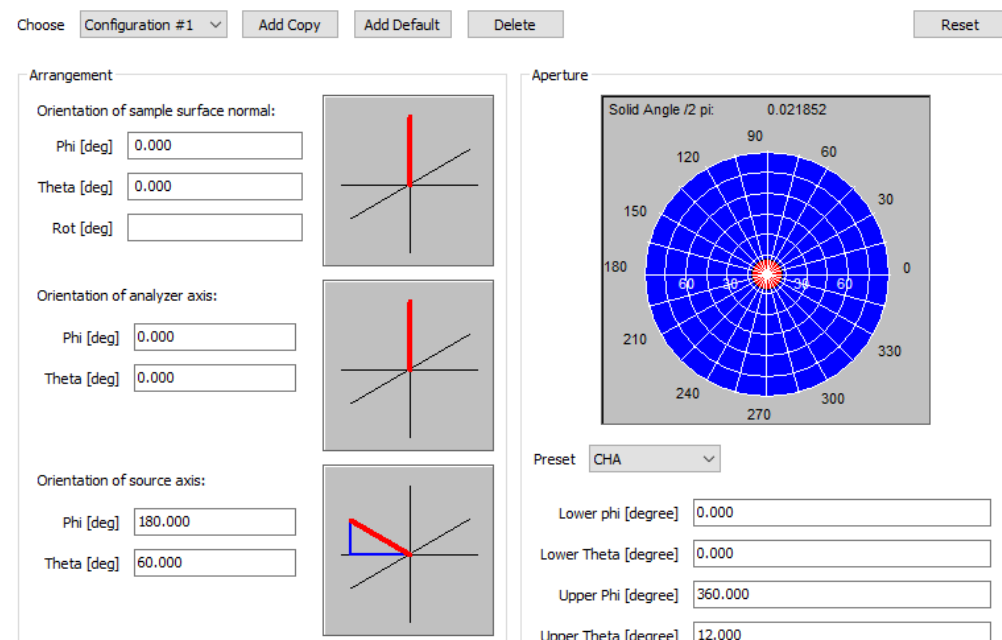 Choose Configuration #1 Add Copy Add Default Delete Reset
Arrangement
Orientation of sample surface normal:
Phi [deg] 0.000
Theta [deg] 0.000
Rot [deg]
Orientation of analyzer axis:
Phi [deg] 0.000
Theta [deg] 0.000
Orientation of source axis:
Phi [deg] 180.000
Theta [deg] 60.000
Aperture
Solid Angle /2 pi: 0.021852
90
120 60
150 30
180 60 30 30 60 0
210 330
240 300
270
Preset CHA
Lower phi [degree] 0.000
Lower Theta [degree] 0.000
Upper Phi [degree] 360.000
Upper Theta [degree] 12.000